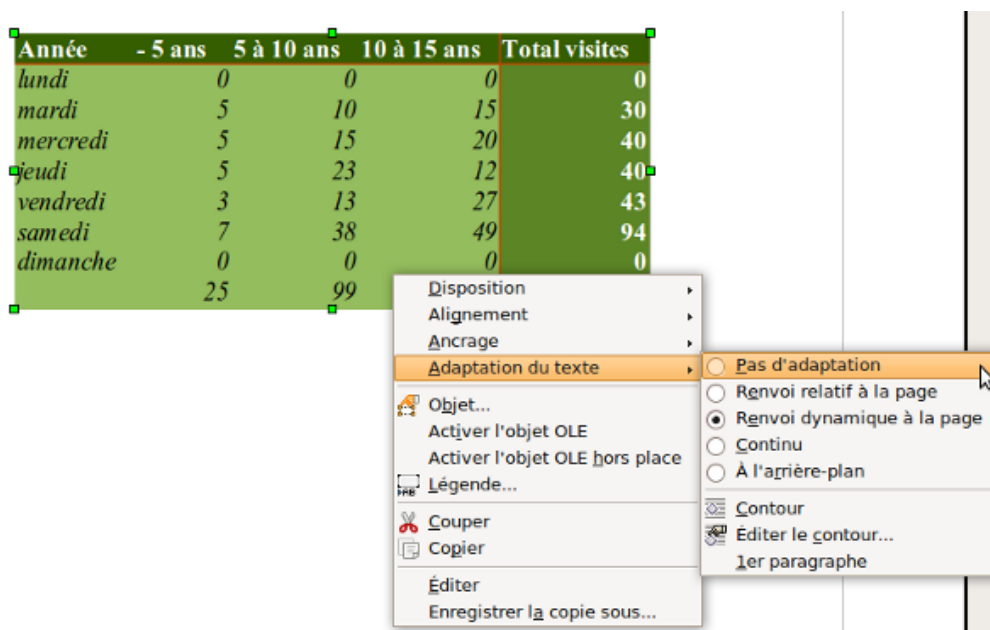 Année - 5 ans 5 à 10 ans 10 à 15 ans Total visites
lundi 0 0 0 0
mardi 5 10 15 30
mercredi 5 15 20 40
jeudi 5 23 12 40
vendredi 3 13 27 43
samedi 7 38 49 94
dimanche 0 0 0 0
25 99
Disposition
Alignement
Ancrage
Adaptation du texte
Objet...
Activer l'objet OLE
Activer l'objet OLE hors place
Légende...
Couper
Copier
Éditer
Enregistrer la copie sous...
Pas d'adaptation
Renvoi relatif à la page
Renvoi dynamique à la page
Continu
À l'arrière-plan
Contour
Éditer le contour...
1er paragraphe